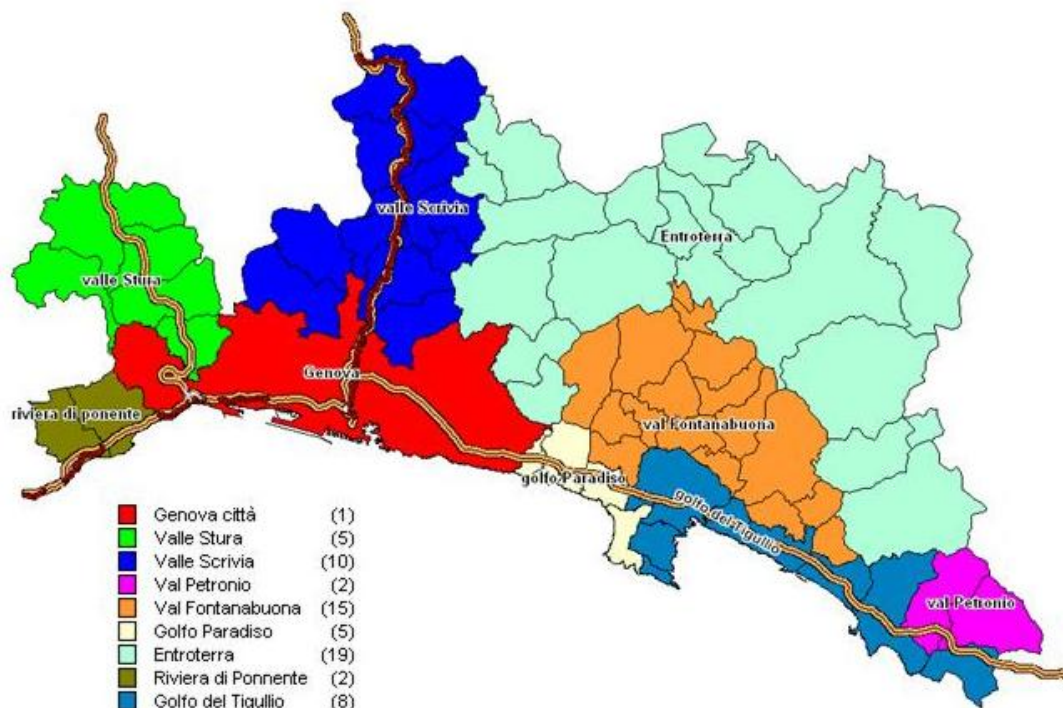 valle Scrivia
Entroterra
valle Stura
Genova
riviera di ponente
val Fontanabuona
golfo Paradiso
golfo del Tigullio
val Petronio
Genova città (1)
Valle Stura (5)
Valle Scrivia (10)
Val Petronio (2)
Val Fontanabuona (15)
Golfo Paradiso (5)
Entroterra (19)
Riviera di Ponnente (2)
Golfo del Tigullio (8)